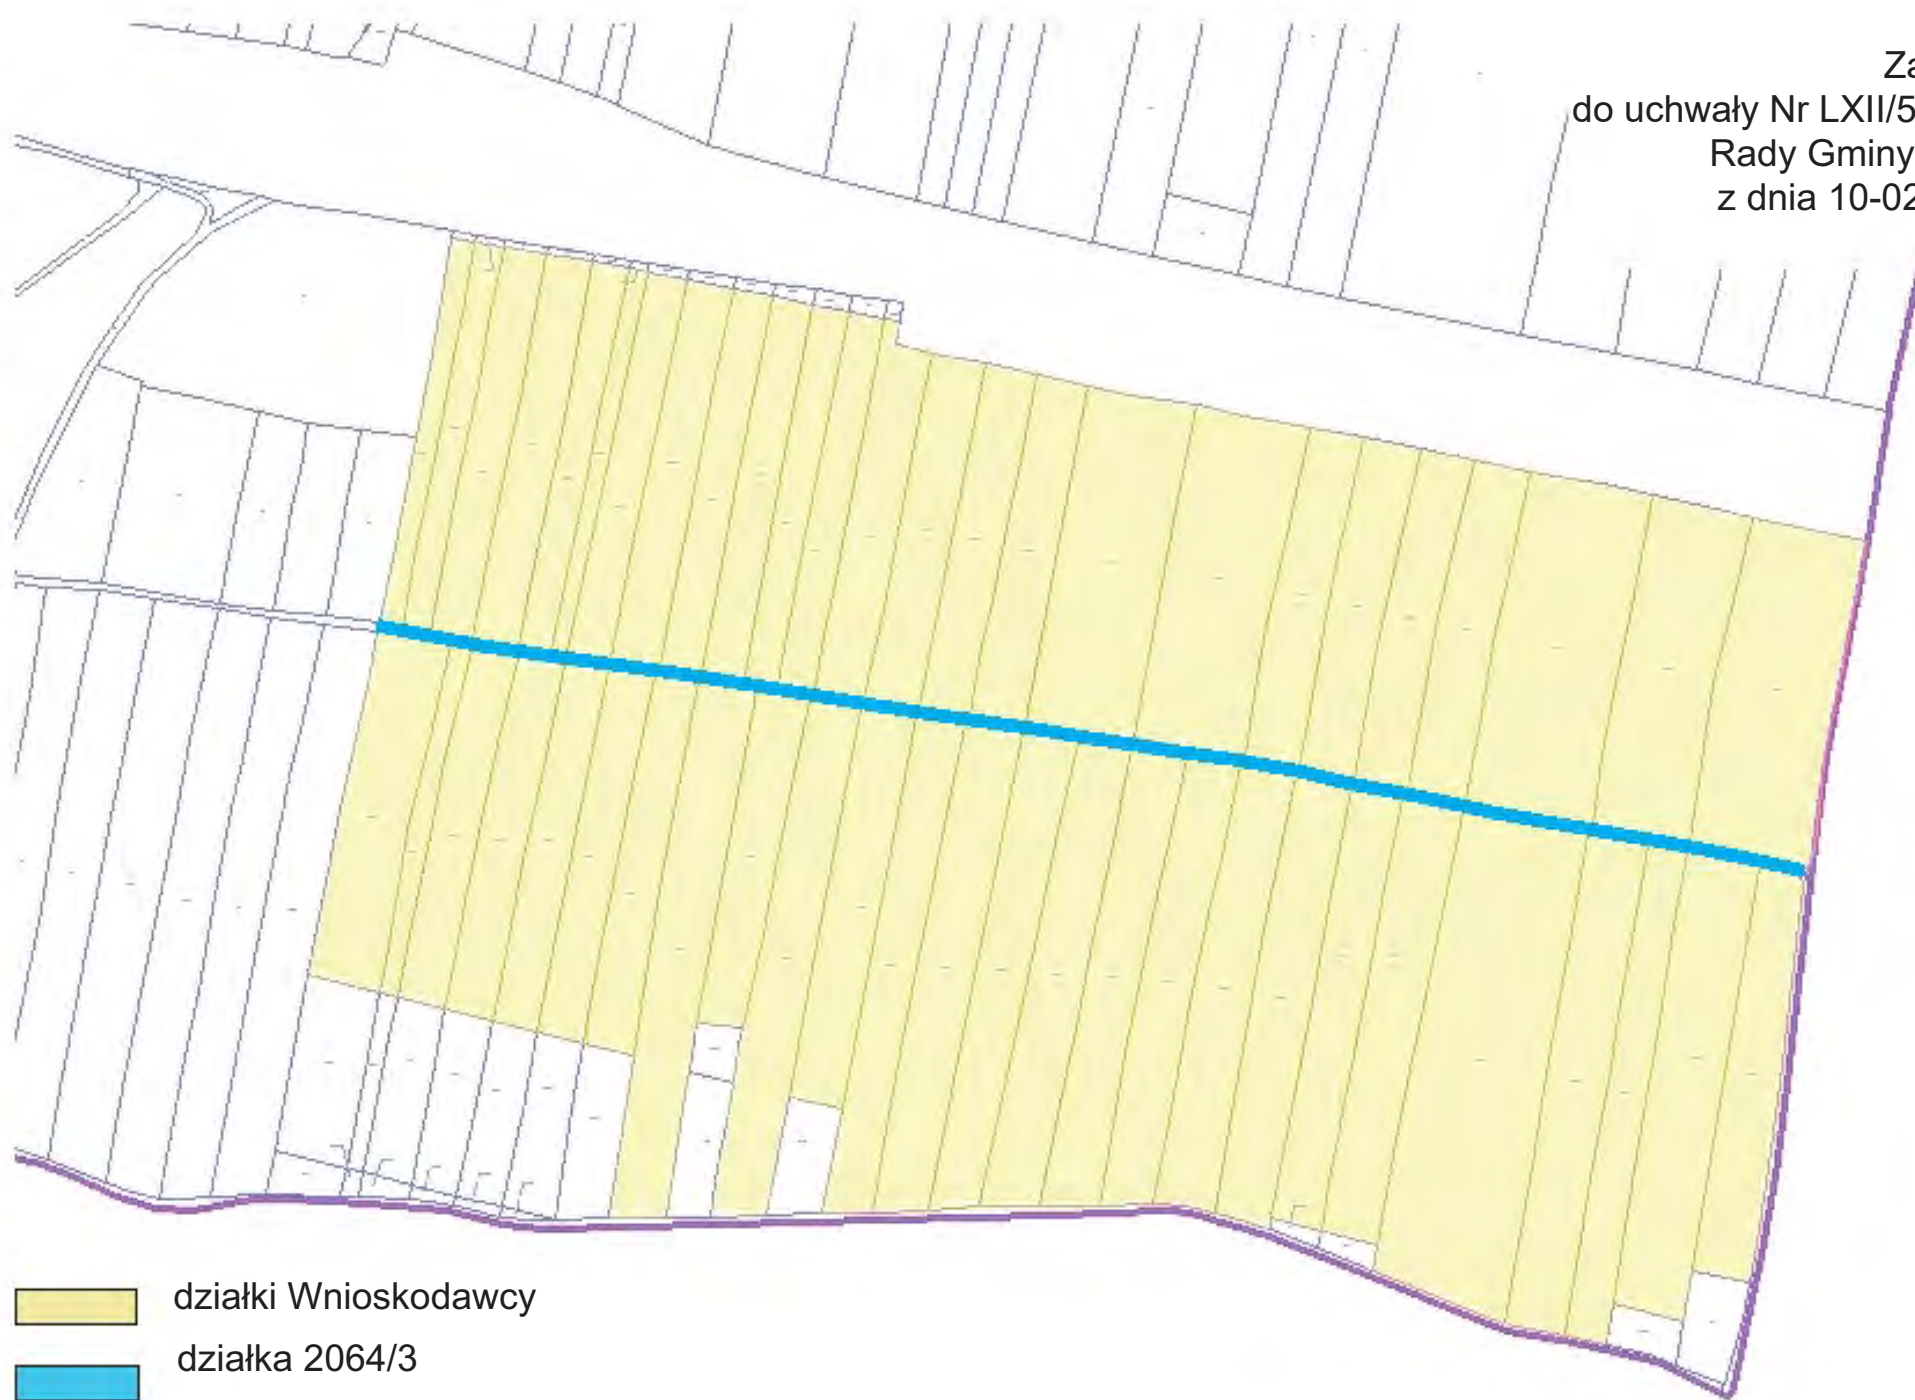 Za
do uchwały Nr LXII/5
Rady Gminy
z dnia 10-02
działki Wnioskodawcy
działka 2064/3